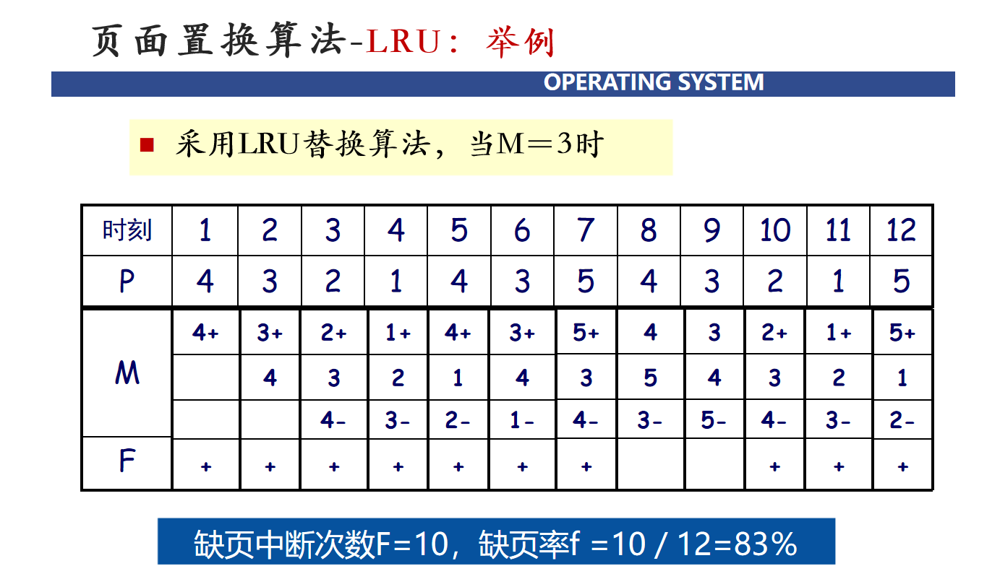 页面置换算法-LRU：举例
OPERATING SYSTEM
■ 采用LRU替换算法，当M＝3时
时刻 1 2 3 4 5 6 7 8 9 10 11 12
P 4 3 2 1 4 3 5 4 3 2 1 5
4+ 3+ 2+ 1+ 4+ 3+ 5+ 4 3 2+ 1+ 5+
M 4 3 2 1 4 3 5 4 3 2 1
4- 3- 2- 1- 4- 3- 5- 4- 3- 2-
F + + + + + + + + + +
缺页中断次数F=10，缺页率f =10 / 12=83%